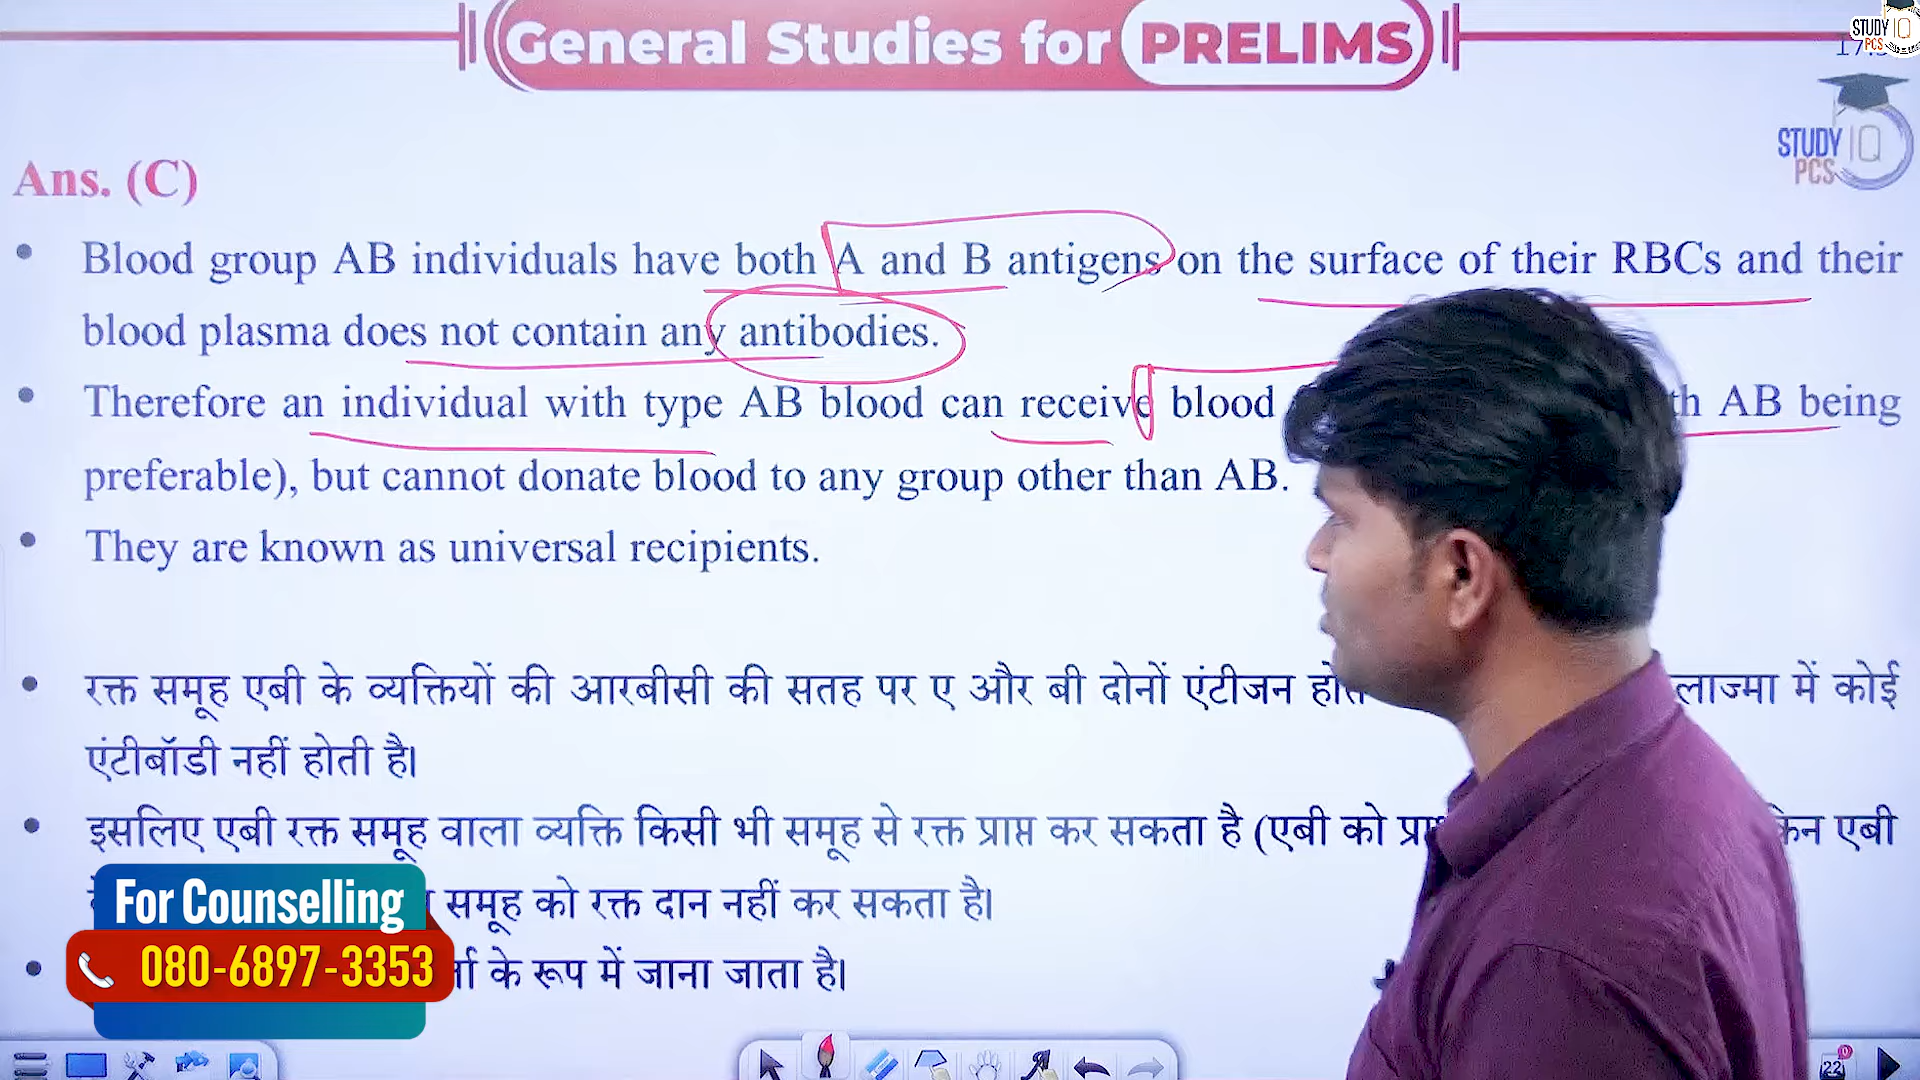 General Studies for PRELIMS
STUDY IQ
PCS
STUDY IQ
PCS
Ans. (C)
• Blood group AB individuals have both A and B antigens on the surface of their RBCs and their
blood plasma does not contain any antibodies.
• Therefore an individual with type AB blood can receive blood AB being
preferable), but cannot donate blood to any group other than AB.
• They are known as universal recipients.
• रक्त समूह एबी के व्यक्तियों की आरबीसी की सतह पर ए और बी दोनों एंटीजन में कोई
एंटीबॉडी नहीं होती है।
• इसलिए एबी रक्त समूह वाला व्यक्ति किसी भी समूह से रक्त प्राप्त कर सकता है (एबी को एबी
समूह को रक्त दान नहीं कर सकता है।
• के रूप में जाना जाता है।
For Counselling
080-6897-3353
22